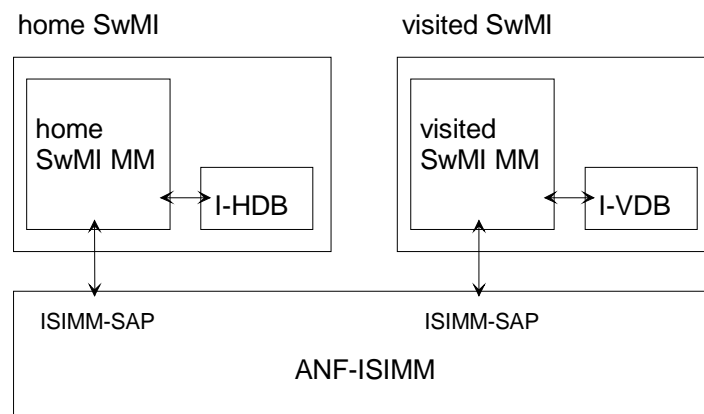 home SwMI
visited SwMI
home
SwMI MM
I-HDB
visited
SwMI MM
I-VDB
ISIMM-SAP
ISIMM-SAP
ANF-ISIMM